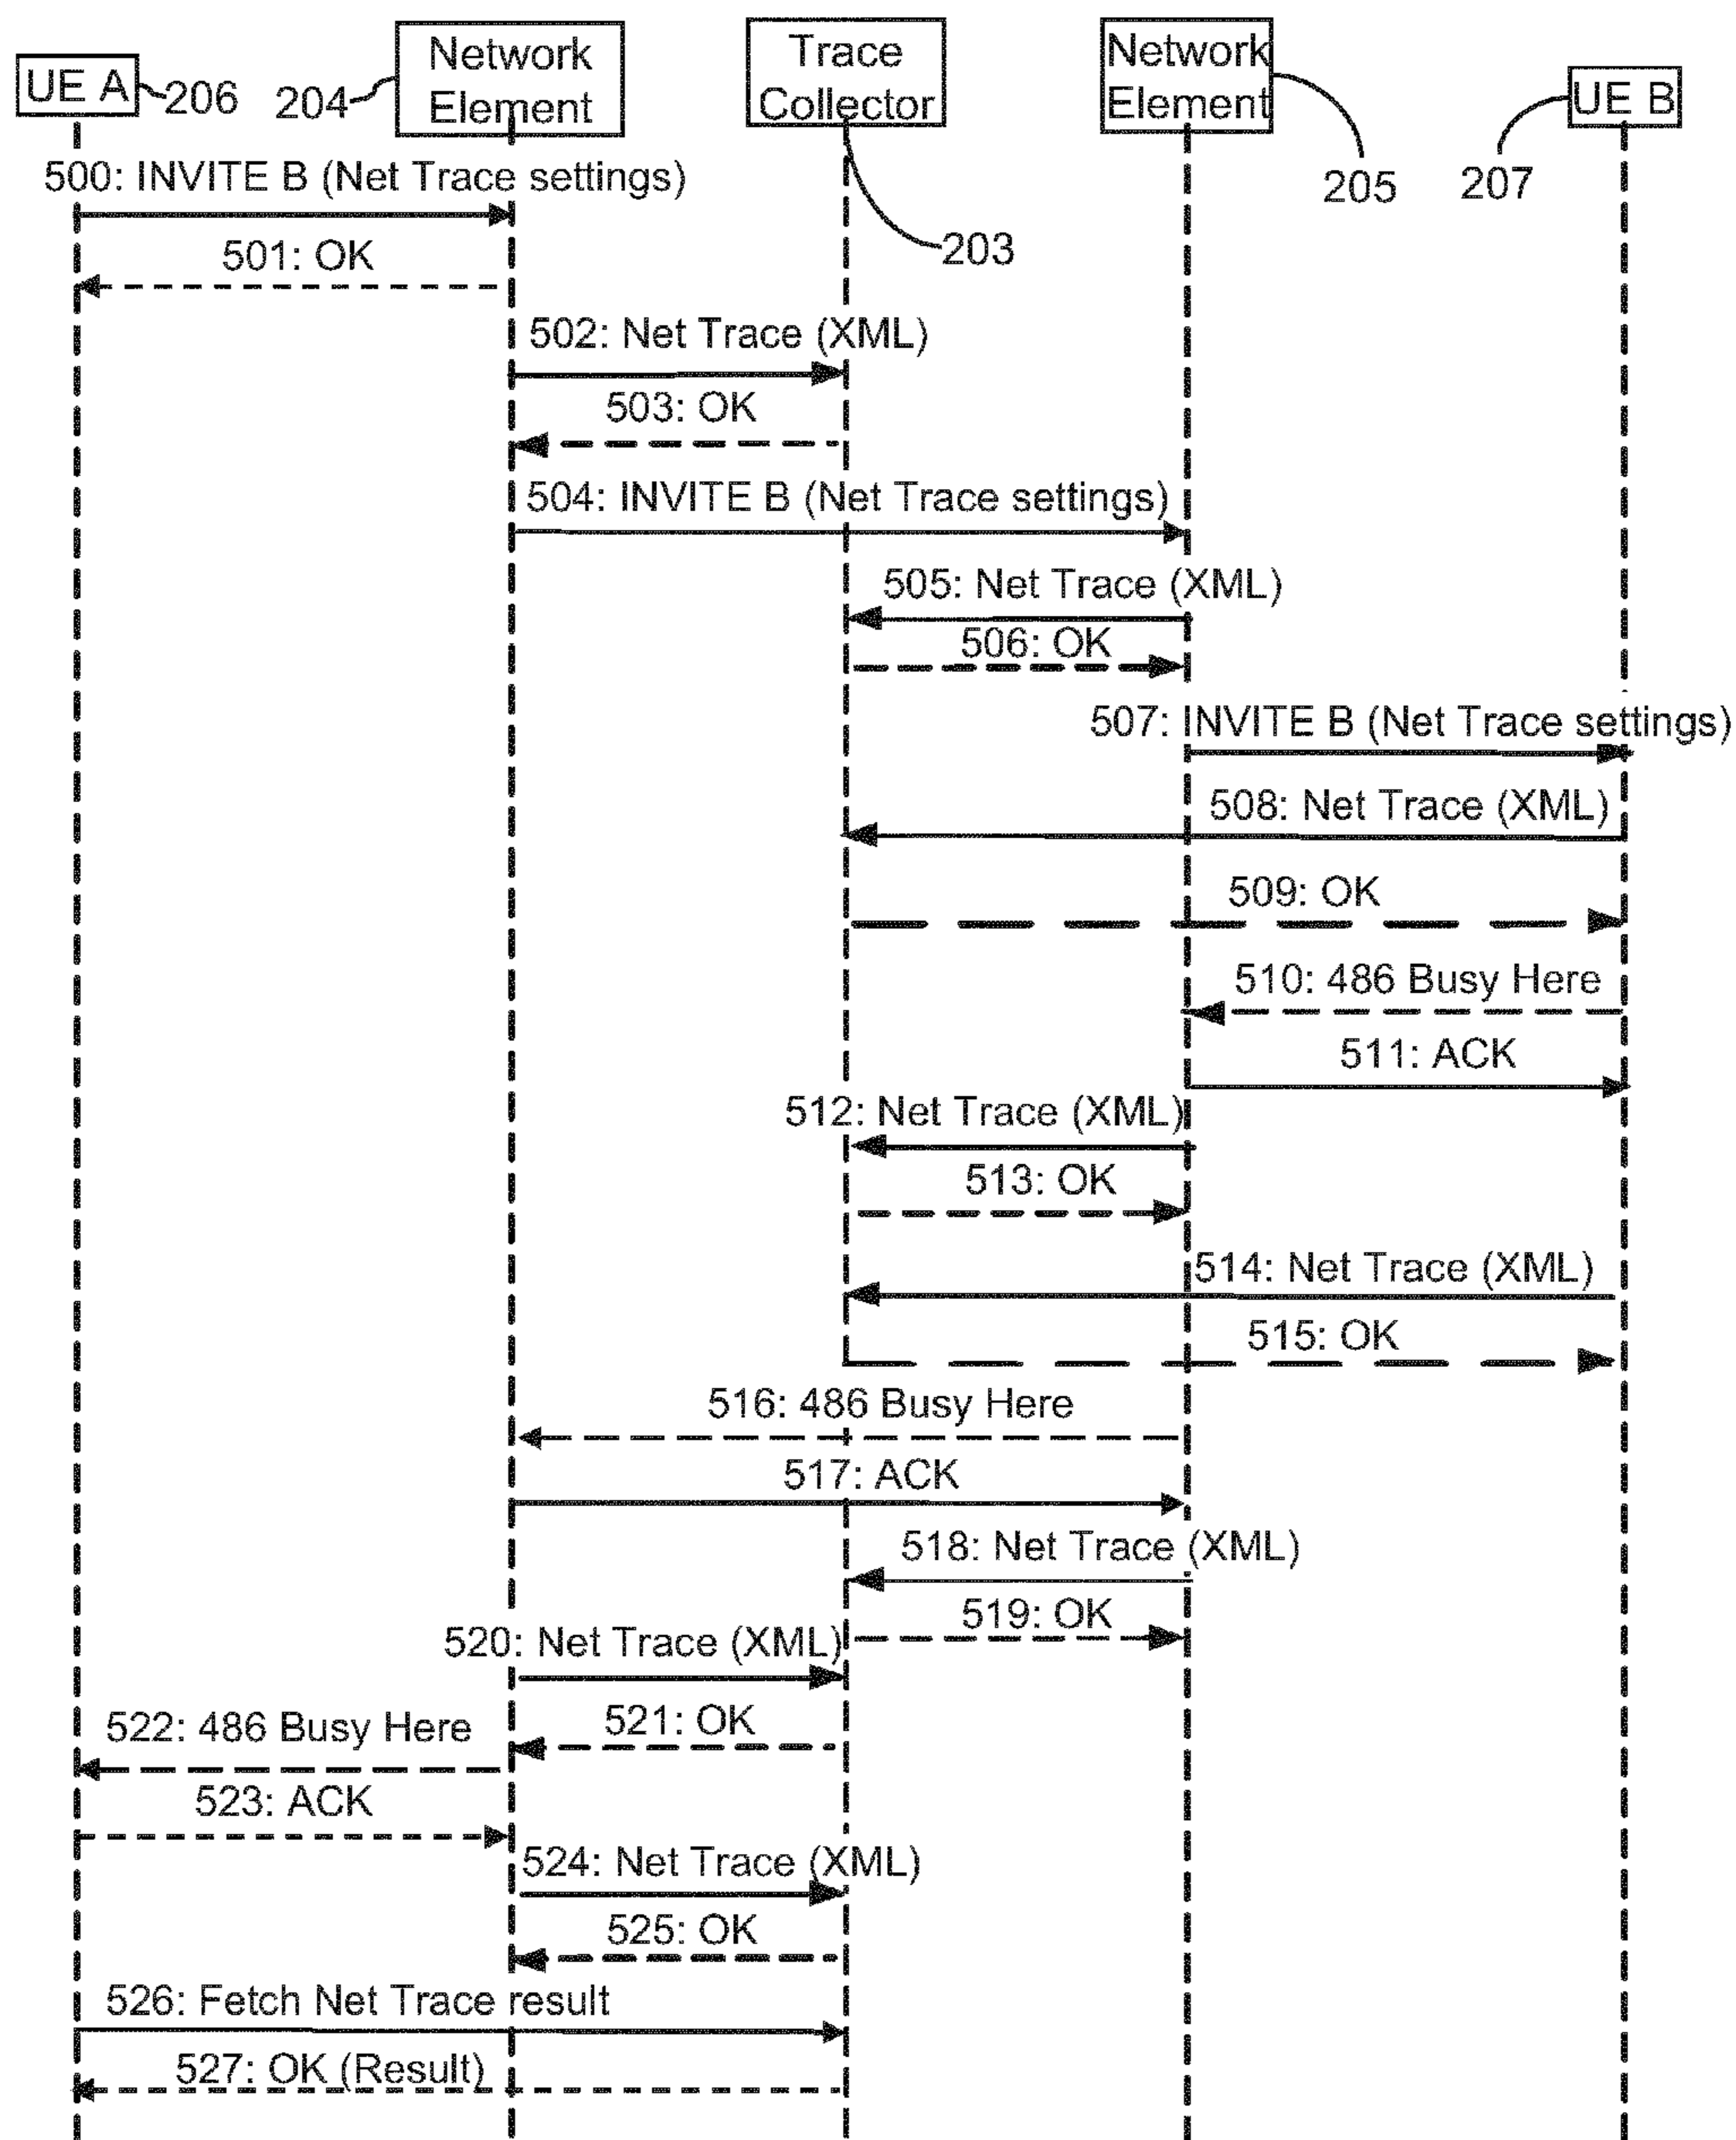 UE A
206
204
Network
Element
Trace
Collector
203
Network
Element
205
207
UE B
500: INVITE B (Net Trace settings)
501: OK
502: Net Trace (XML)
503: OK
504: INVITE B (Net Trace settings)
505: Net Trace (XML)
506: OK
507: INVITE B (Net Trace settings)
508: Net Trace (XML)
509: OK
510: 486 Busy Here
511: ACK
512: Net Trace (XML)
513: OK
514: Net Trace (XML)
515: OK
516: 486 Busy Here
517: ACK
518: Net Trace (XML)
519: OK
520: Net Trace (XML)
521: OK
522: 486 Busy Here
523: ACK
524: Net Trace (XML)
525: OK
526: Fetch Net Trace result
527: OK (Result)